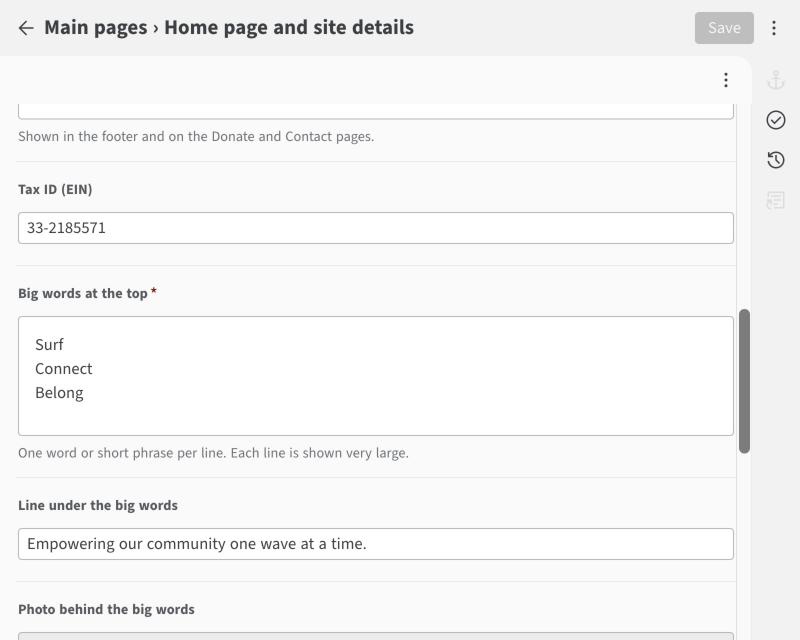 Main pages › Home page and site details
Save
Shown in the footer and on the Donate and Contact pages.
Tax ID (EIN)
33-2185571
Big words at the top *
Surf
Connect
Belong
One word or short phrase per line. Each line is shown very large.
Line under the big words
Empowering our community one wave at a time.
Photo behind the big words